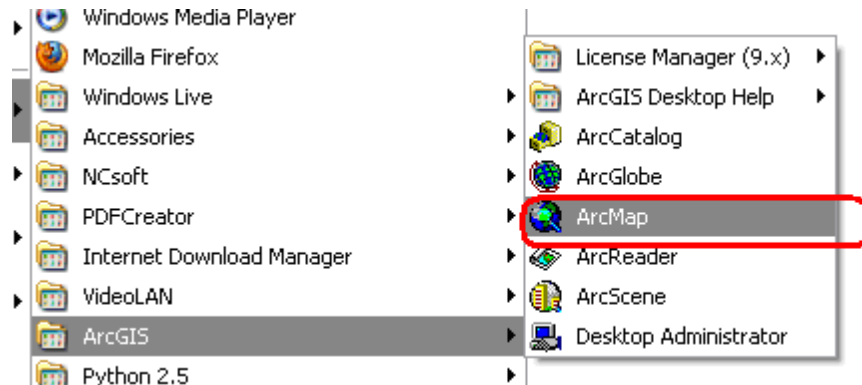 Windows Media Player
Mozilla Firefox
Windows Live
Accessories
NCsoft
PDFCreator
Internet Download Manager
VideoLAN
ArcGIS
Python 2.5
License Manager (9.x)
ArcGIS Desktop Help
ArcCatalog
ArcGlobe
ArcMap
ArcReader
ArcScene
Desktop Administrator